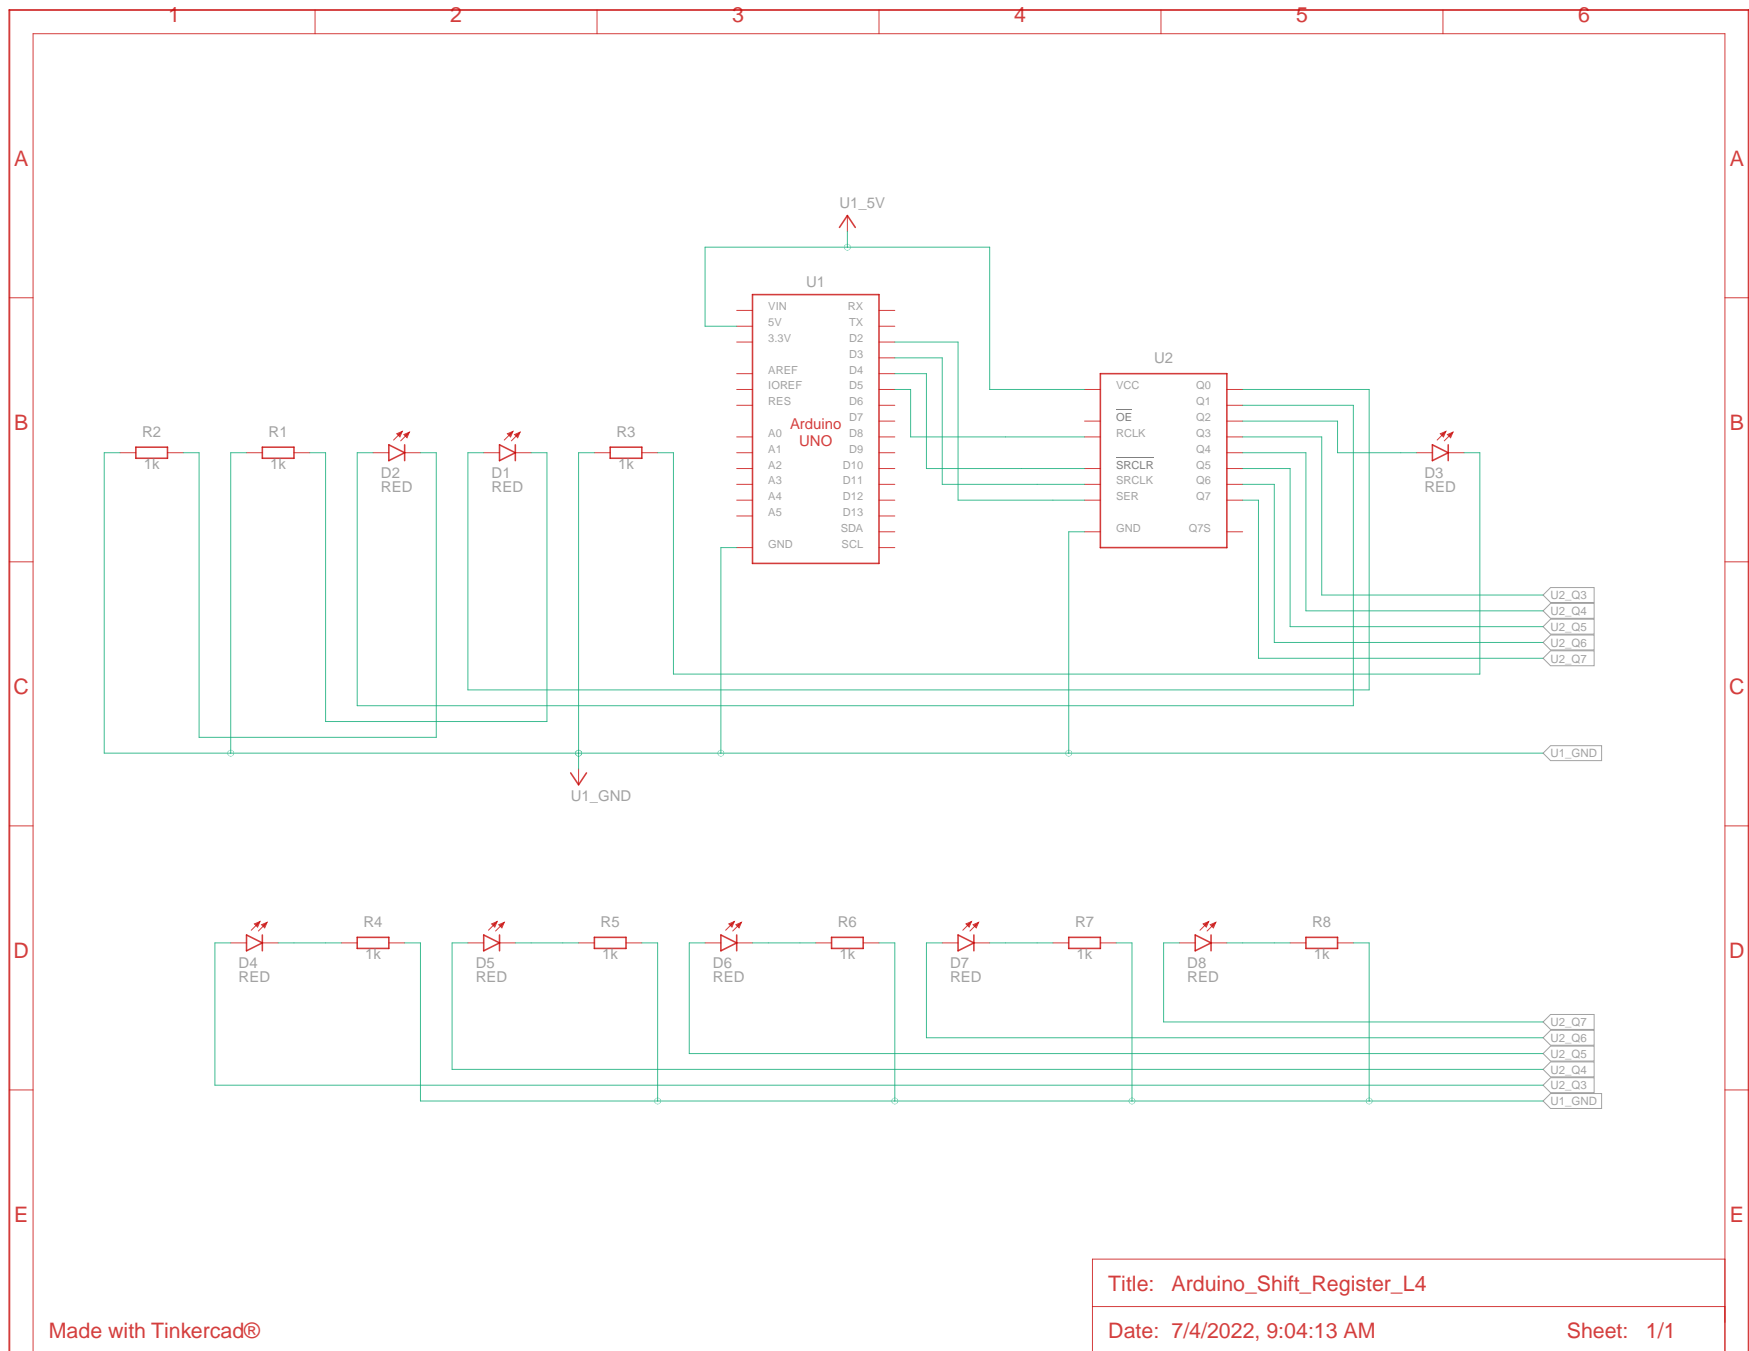 1 2 3 4 5 6
A A
U1_5V
U1
VIN RX
5V TX
3.3V D2
D3
AREF D4
IOREF D5
RES D6
D7
A0 D8
A1 D9
A2 D10
A3 D11
A4 D12
A5 D13
SDA
GND SCL
Arduino
UNO
U2
VCC Q0
Q1
OE Q2
RCLK Q3
Q4
SRCLR Q5
SRCLK Q6
SER Q7
GND Q7S
B B
R2
1k
R1
1k
D2
RED
D1
RED
R3
1k
D3
RED
U2_Q3
U2_Q4
U2_Q5
U2_Q6
U2_Q7
C C
U1_GND
U1_GND
D D
D4
RED
R4
1k
D5
RED
R5
1k
D6
RED
R6
1k
D7
RED
R7
1k
D8
RED
R8
1k
U2_Q7
U2_Q6
U2_Q5
U2_Q4
U2_Q3
U1_GND
E E
Title: Arduino_Shift_Register_L4
Made with Tinkercad®
Date: 7/4/2022, 9:04:13 AM Sheet: 1/1